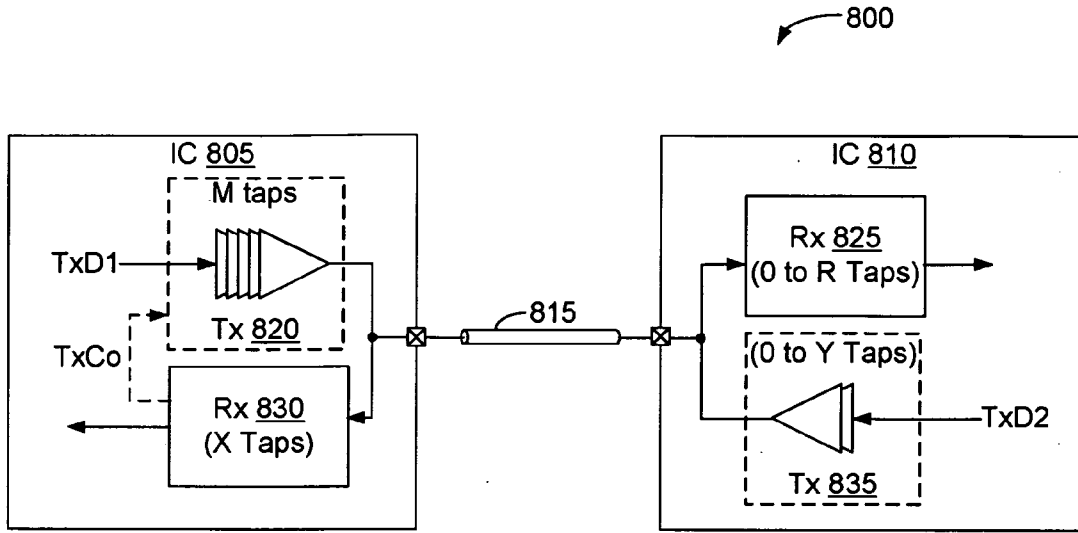 800
IC 805
M taps
TxD1
Tx 820
TxCo
Rx 830
(X Taps)
815
IC 810
Rx 825
(0 to R Taps)
(0 to Y Taps)
TxD2
Tx 835